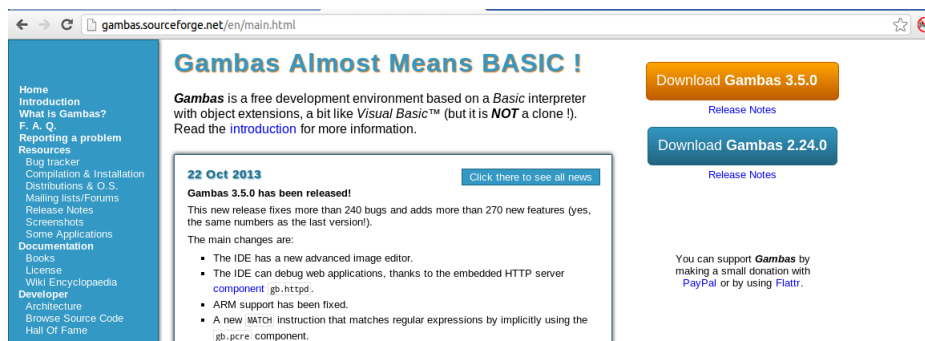 gambas.sourceforge.net/en/main.html
Home
Introduction
What is Gambas?
F. A. Q.
Reporting a problem
Resources
Bug tracker
Compilation & Installation
Distributions & O.S.
Mailing lists/Forums
Release Notes
Screenshots
Some Applications
Documentation
Books
License
Wiki Encyclopaedia
Developer
Architecture
Browse Source Code
Hall Of Fame
Gambas Almost Means BASIC !
Gambas is a free development environment based on a Basic interpreter
with object extensions, a bit like Visual Basic™ (but it is NOT a clone !).
Read the introduction for more information.
22 Oct 2013
Click there to see all news
Gambas 3.5.0 has been released!
This new release fixes more than 240 bugs and adds more than 270 new features (yes,
the same numbers as the last version!).
The main changes are:
▪ The IDE has a new advanced image editor.
▪ The IDE can debug web applications, thanks to the embedded HTTP server
component gb.httpd.
▪ ARM support has been fixed.
▪ A new MATCH instruction that matches regular expressions by implicitly using the
gb.pcre component.
Download Gambas 3.5.0
Release Notes
Download Gambas 2.24.0
Release Notes
You can support Gambas by
making a small donation with
PayPal or by using Flattr.